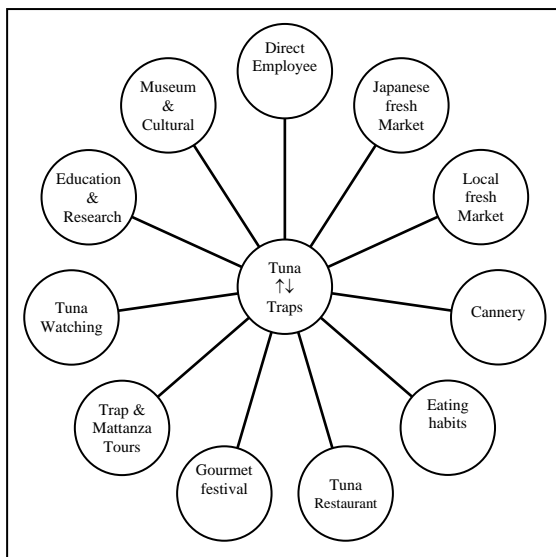 Direct
Employee
Museum
&
Cultural
Japanese
fresh
Market
Education
&
Research
Local
fresh
Market
Tuna
↑↓
Traps
Tuna
Watching
Cannery
Trap &
Mattanza
Tours
Eating
habits
Gourmet
festival
Tuna
Restaurant